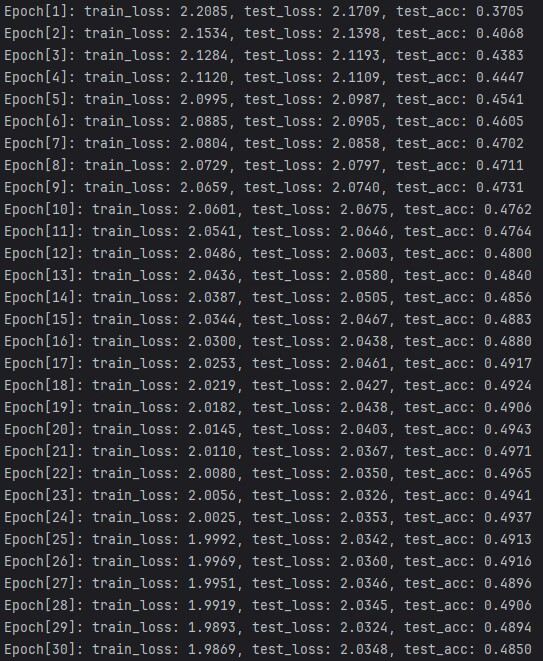 Epoch[1]: train_loss: 2.2085, test_loss: 2.1709, test_acc: 0.3705
Epoch[2]: train_loss: 2.1534, test_loss: 2.1398, test_acc: 0.4068
Epoch[3]: train_loss: 2.1284, test_loss: 2.1193, test_acc: 0.4383
Epoch[4]: train_loss: 2.1120, test_loss: 2.1109, test_acc: 0.4447
Epoch[5]: train_loss: 2.0995, test_loss: 2.0987, test_acc: 0.4541
Epoch[6]: train_loss: 2.0885, test_loss: 2.0905, test_acc: 0.4605
Epoch[7]: train_loss: 2.0804, test_loss: 2.0858, test_acc: 0.4702
Epoch[8]: train_loss: 2.0729, test_loss: 2.0797, test_acc: 0.4711
Epoch[9]: train_loss: 2.0659, test_loss: 2.0740, test_acc: 0.4731
Epoch[10]: train_loss: 2.0601, test_loss: 2.0675, test_acc: 0.4762
Epoch[11]: train_loss: 2.0541, test_loss: 2.0646, test_acc: 0.4764
Epoch[12]: train_loss: 2.0486, test_loss: 2.0603, test_acc: 0.4800
Epoch[13]: train_loss: 2.0436, test_loss: 2.0580, test_acc: 0.4840
Epoch[14]: train_loss: 2.0387, test_loss: 2.0505, test_acc: 0.4856
Epoch[15]: train_loss: 2.0344, test_loss: 2.0467, test_acc: 0.4883
Epoch[16]: train_loss: 2.0300, test_loss: 2.0438, test_acc: 0.4880
Epoch[17]: train_loss: 2.0253, test_loss: 2.0461, test_acc: 0.4917
Epoch[18]: train_loss: 2.0219, test_loss: 2.0427, test_acc: 0.4924
Epoch[19]: train_loss: 2.0182, test_loss: 2.0438, test_acc: 0.4906
Epoch[20]: train_loss: 2.0145, test_loss: 2.0403, test_acc: 0.4943
Epoch[21]: train_loss: 2.0110, test_loss: 2.0367, test_acc: 0.4971
Epoch[22]: train_loss: 2.0080, test_loss: 2.0350, test_acc: 0.4965
Epoch[23]: train_loss: 2.0056, test_loss: 2.0326, test_acc: 0.4941
Epoch[24]: train_loss: 2.0025, test_loss: 2.0353, test_acc: 0.4937
Epoch[25]: train_loss: 1.9992, test_loss: 2.0342, test_acc: 0.4913
Epoch[26]: train_loss: 1.9969, test_loss: 2.0360, test_acc: 0.4916
Epoch[27]: train_loss: 1.9951, test_loss: 2.0346, test_acc: 0.4896
Epoch[28]: train_loss: 1.9919, test_loss: 2.0345, test_acc: 0.4906
Epoch[29]: train_loss: 1.9893, test_loss: 2.0324, test_acc: 0.4894
Epoch[30]: train_loss: 1.9869, test_loss: 2.0348, test_acc: 0.4850